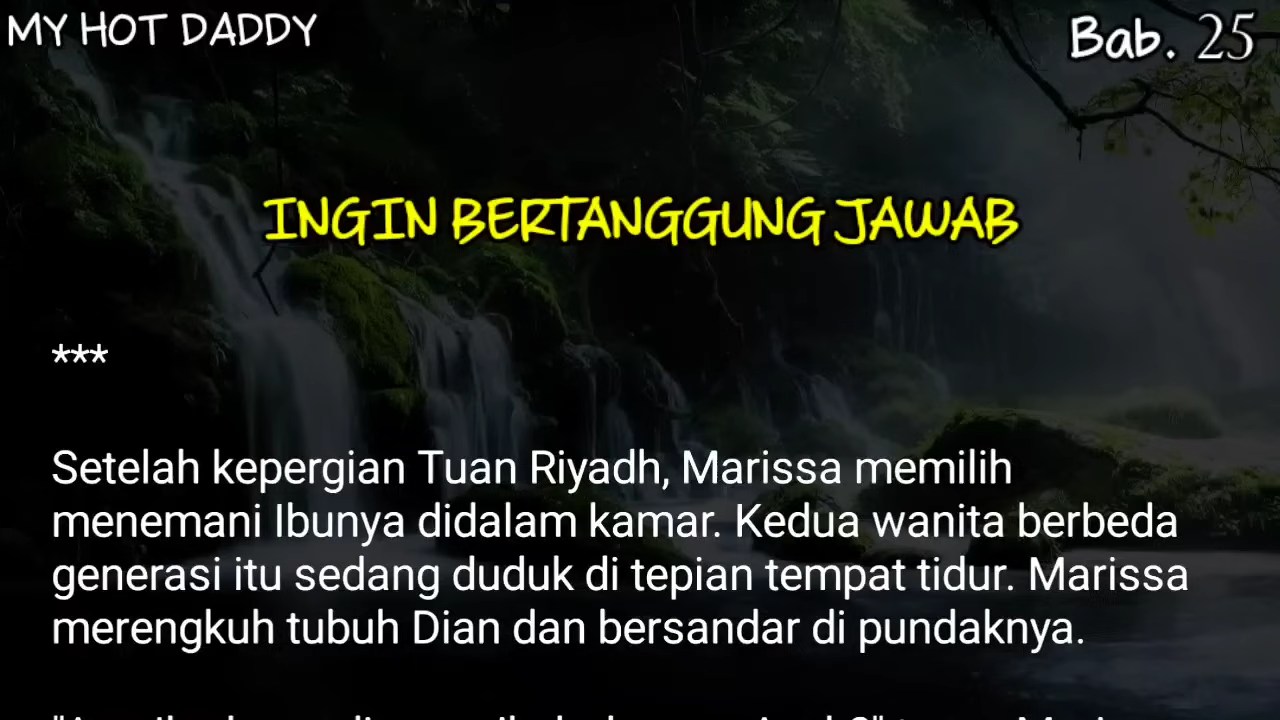 MY HOT DADDY
Bab. 25
INGIN BERTANGGUNG JAWAB
***
Setelah kepergian Tuan Riyadh, Marissa memilih
menemani Ibunya didalam kamar. Kedua wanita berbeda
generasi itu sedang duduk di tepian tempat tidur. Marissa
merengkuh tubuh Dian dan bersandar di pundaknya.